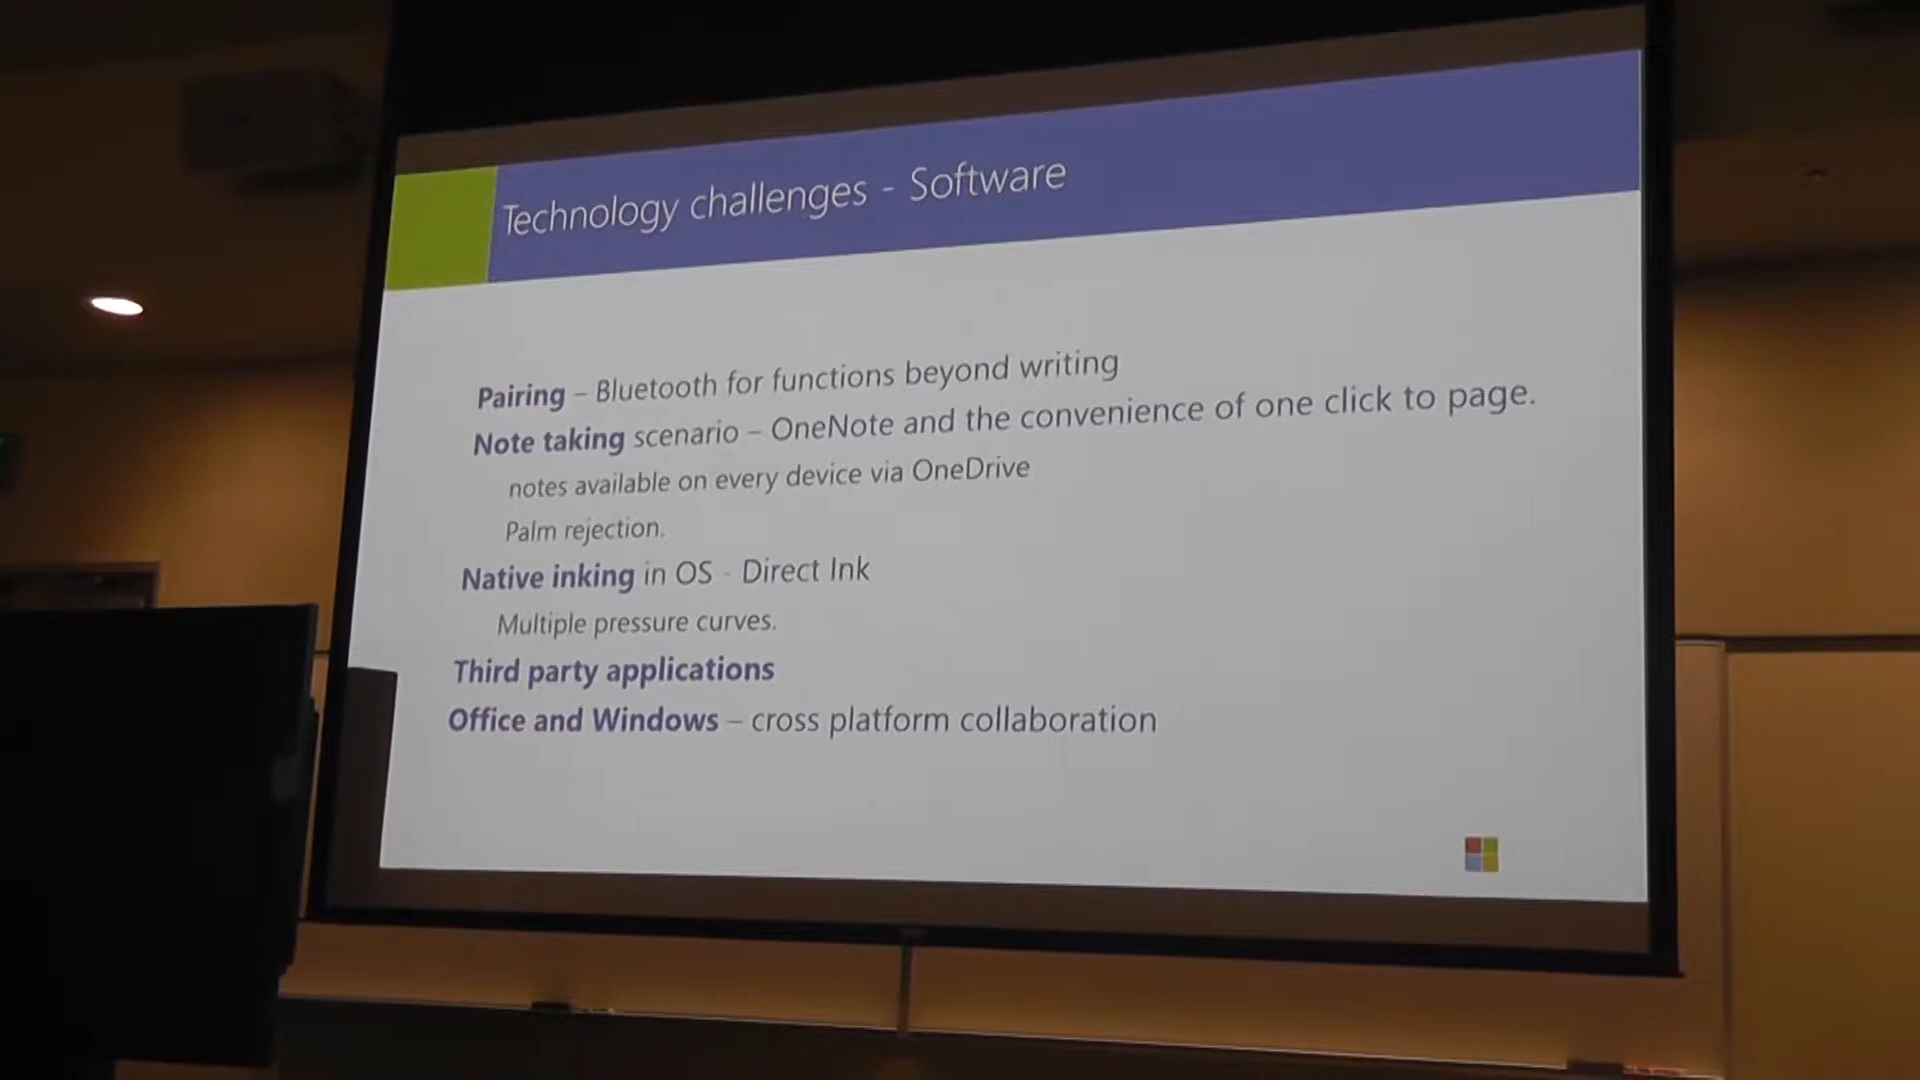 Technology challenges - Software
Pairing – Bluetooth for functions beyond writing
Note taking scenario – OneNote and the convenience of one click to page.
notes available on every device via OneDrive
Palm rejection.
Native inking in OS - Direct Ink
Multiple pressure curves.
Third party applications
Office and Windows – cross platform collaboration